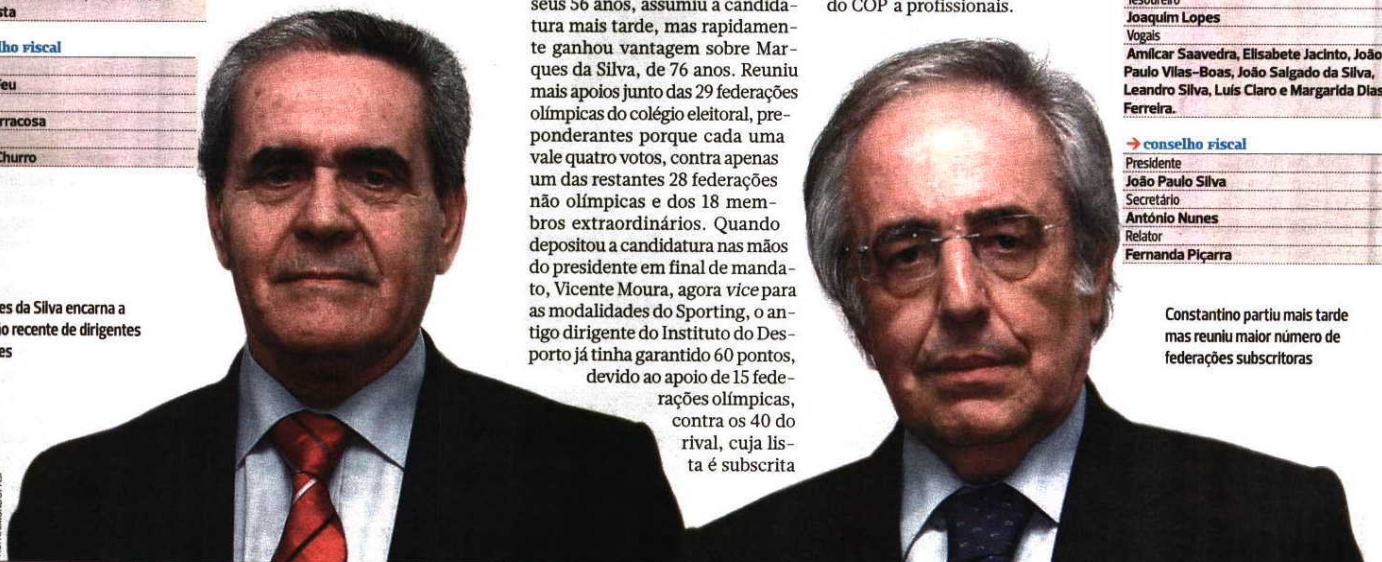 sta
lho Fiscal
Feu
rracosa
Churro
es da Silva encarna a
o recente de dirigentes
es
seus 56 anos, assumiu a candida-
tura mais tarde, mas rapidamen-
te ganhou vantagem sobre Mar-
ques da Silva, de 76 anos. Reuniu
mais apoios junto das 29 federações
olímpicas do colégio eleitoral, pre-
ponderantes porque cada uma
vale quatro votos, contra apenas
um das restantes 28 federações
não olímpicas e dos 18 mem-
bros extraordinários. Quando
depositou a candidatura nas mãos
do presidente em final de manda-
to, Vicente Moura, agora vice para
as modalidades do Sporting, o an-
tigo dirigente do Instituto do Des-
porto já tinha garantido 60 pontos,
devido ao apoio de 15 fede-
rações olímpicas,
contra os 40 do
rival, cuja lis-
ta é subscrita
do COP a profissionais.
Tesoureiro
Joaquim Lopes
Vogais
Amílcar Saavedra, Elisabete Jacinto, João
Paulo Vilas-Boas, João Salgado da Silva,
Leandro Silva, Luís Claro e Margarida Dias
Ferreira.
→ conselho Fiscal
Presidente
João Paulo Silva
Secretário
António Nunes
Relator
Fernanda Piçarra
Constantino partiu mais tarde
mas reuniu maior número de
federações subscritoras